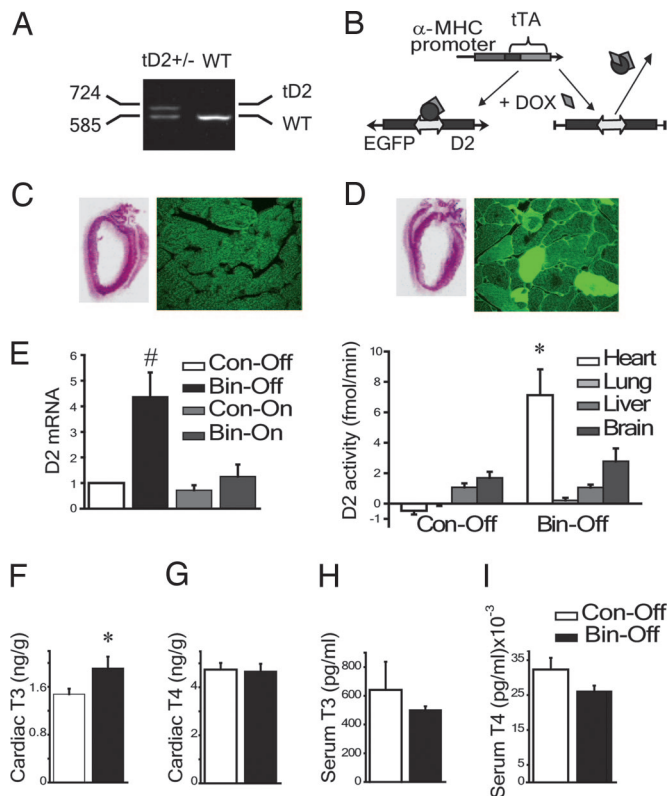 A
tD2+/- WT
724
585
tD2
WT
B
α-MHC
promoter
tTA
+ DOX
EGFP D2
C
D
E
D2 mRNA
6
5
4
3
2
1
0
#
Con-Off
Bin-Off
Con-On
Bin-On
D2 activity (fmol/min)
10
8
6
4
2
0
-1
*
Heart
Lung
Liver
Brain
Con-Off Bin-Off
F
Cardiac T3 (ng/g)
1.6
0.8
0
*
G
Cardiac T4 (ng/g)
4
2
0
H
Serum T3 (pg/ml)
800
600
400
200
0
I
Serum T4 (pg/ml)x10-3
35
25
15
5
0
Con-Off
Bin-Off